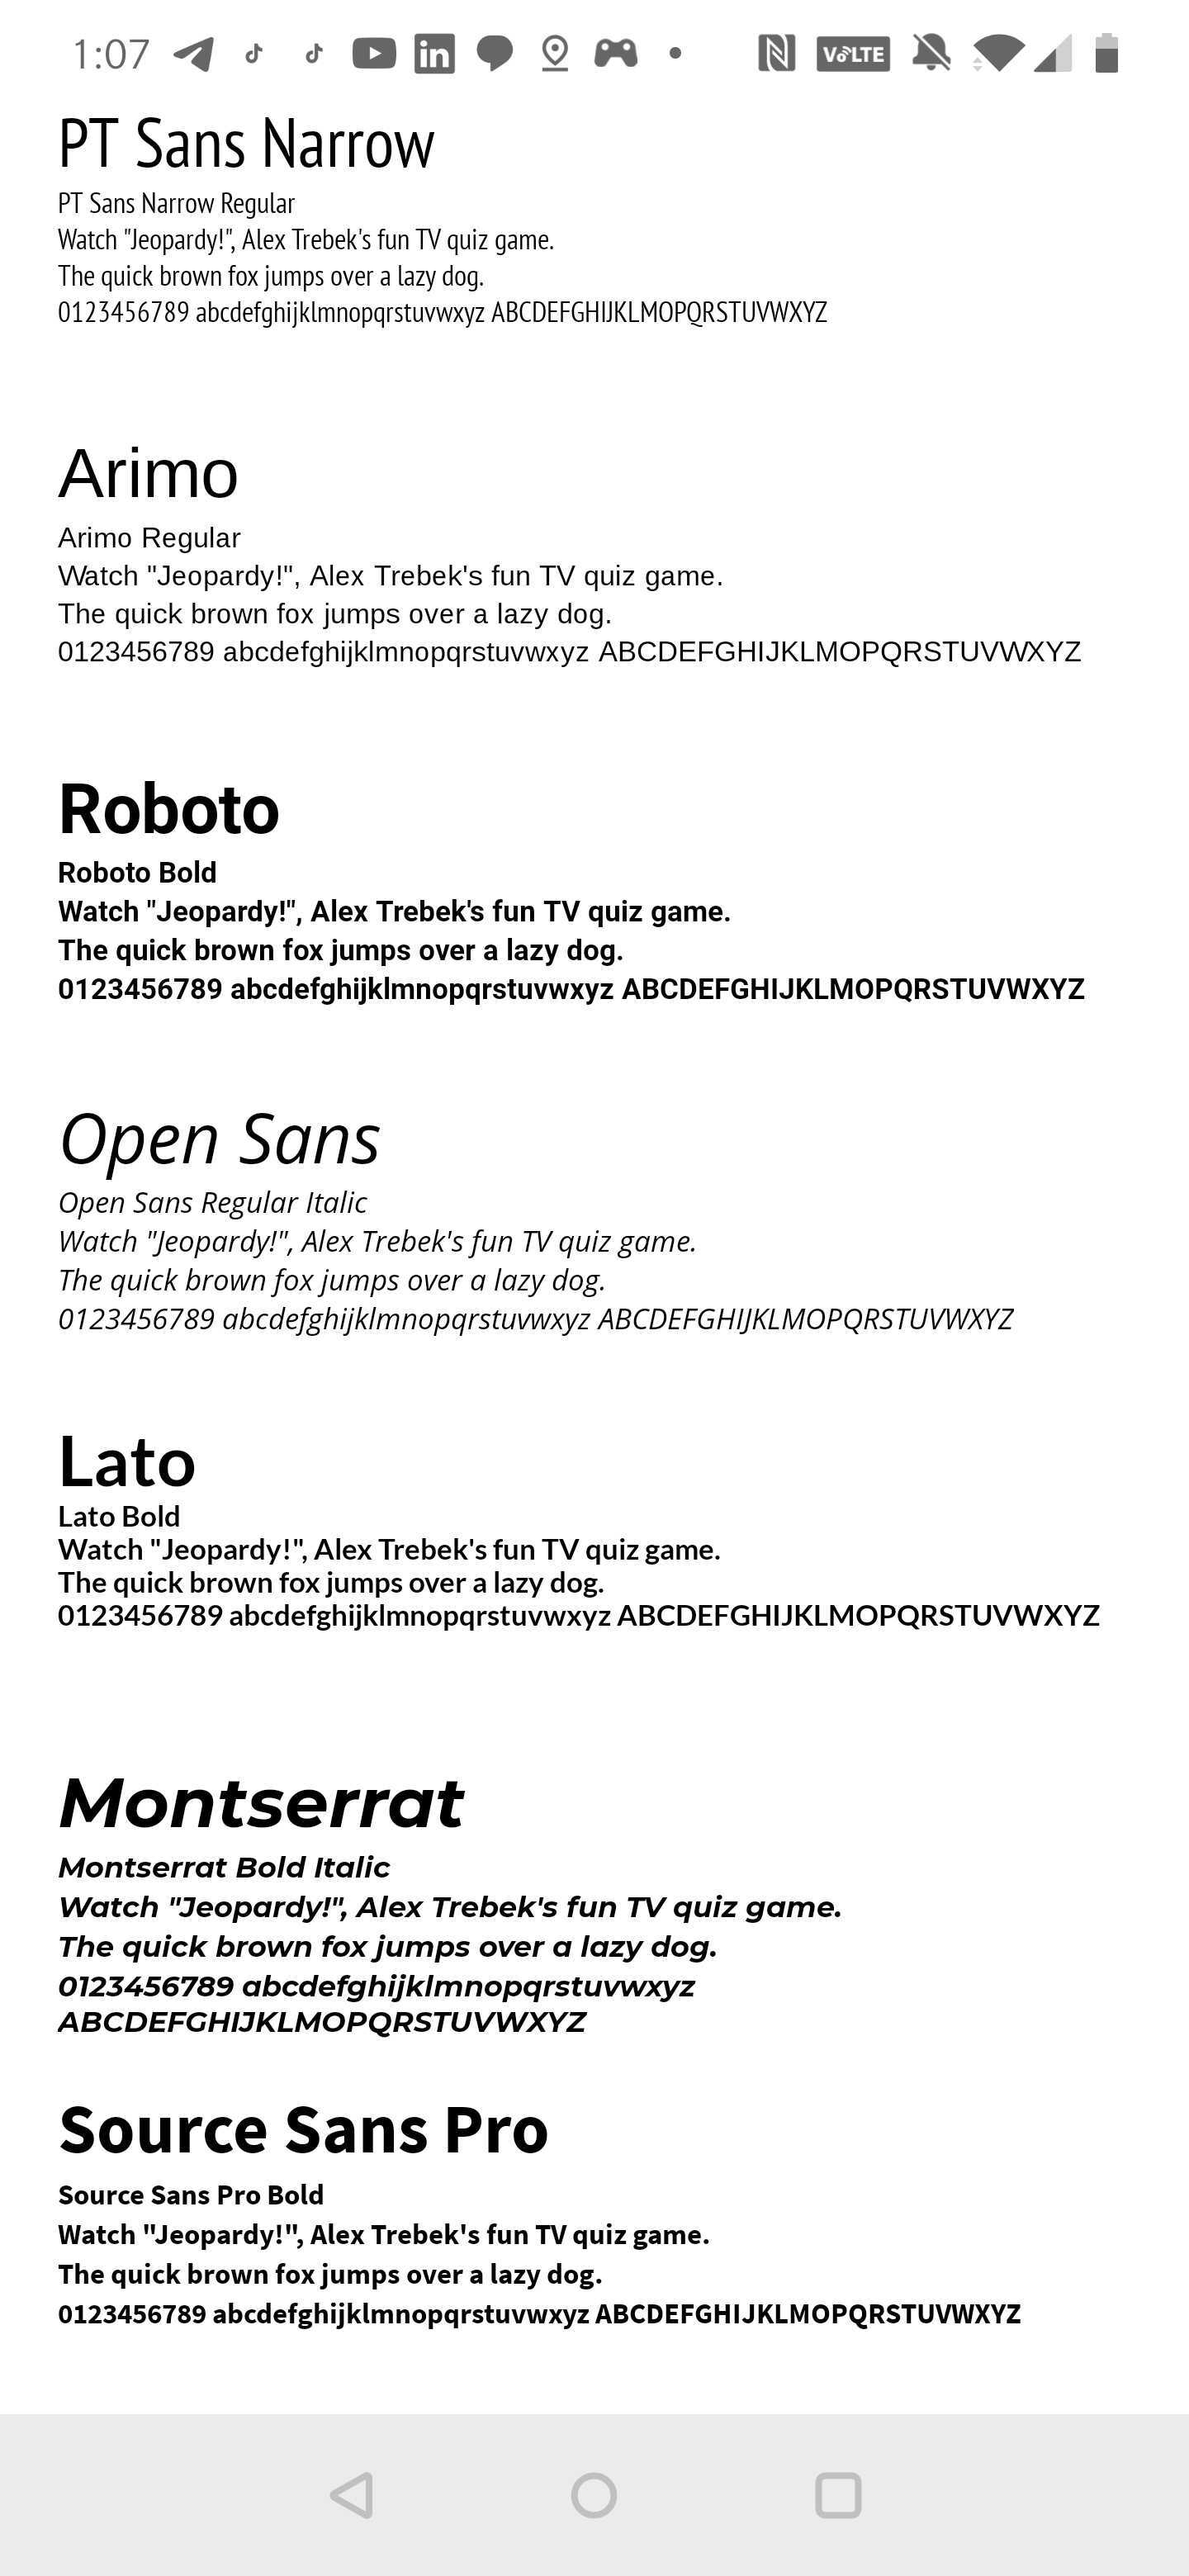 1:07
VoLTE
PT Sans Narrow
PT Sans Narrow Regular
Watch "Jeopardy!", Alex Trebek's fun TV quiz game.
The quick brown fox jumps over a lazy dog.
0123456789 abcdefghijklmnopqrstuvwxyz ABCDEFGHIJKLMOPQRSTUVWXYZ
Arimo
Arimo Regular
Watch "Jeopardy!", Alex Trebek's fun TV quiz game.
The quick brown fox jumps over a lazy dog.
0123456789 abcdefghijklmnopqrstuvwxyz ABCDEFGHIJKLMOPQRSTUVWXYZ
Roboto
Roboto Bold
Watch "Jeopardy!", Alex Trebek's fun TV quiz game.
The quick brown fox jumps over a lazy dog.
0123456789 abcdefghijklmnopqrstuvwxyz ABCDEFGHIJKLMOPQRSTUVWXYZ
Open Sans
Open Sans Regular Italic
Watch "Jeopardy!", Alex Trebek's fun TV quiz game.
The quick brown fox jumps over a lazy dog.
0123456789 abcdefghijklmnopqrstuvwxyz ABCDEFGHIJKLMOPQRSTUVWXYZ
Lato
Lato Bold
Watch "Jeopardy!", Alex Trebek's fun TV quiz game.
The quick brown fox jumps over a lazy dog.
0123456789 abcdefghijklmnopqrstuvwxyz ABCDEFGHIJKLMOPQRSTUVWXYZ
Montserrat
Montserrat Bold Italic
Watch "Jeopardy!", Alex Trebek's fun TV quiz game.
The quick brown fox jumps over a lazy dog.
0123456789 abcdefghijklmnopqrstuvwxyz
ABCDEFGHIJKLMOPQRSTUVWXYZ
Source Sans Pro
Source Sans Pro Bold
Watch "Jeopardy!", Alex Trebek's fun TV quiz game.
The quick brown fox jumps over a lazy dog.
0123456789 abcdefghijklmnopqrstuvwxyz ABCDEFGHIJKLMOPQRSTUVWXYZ